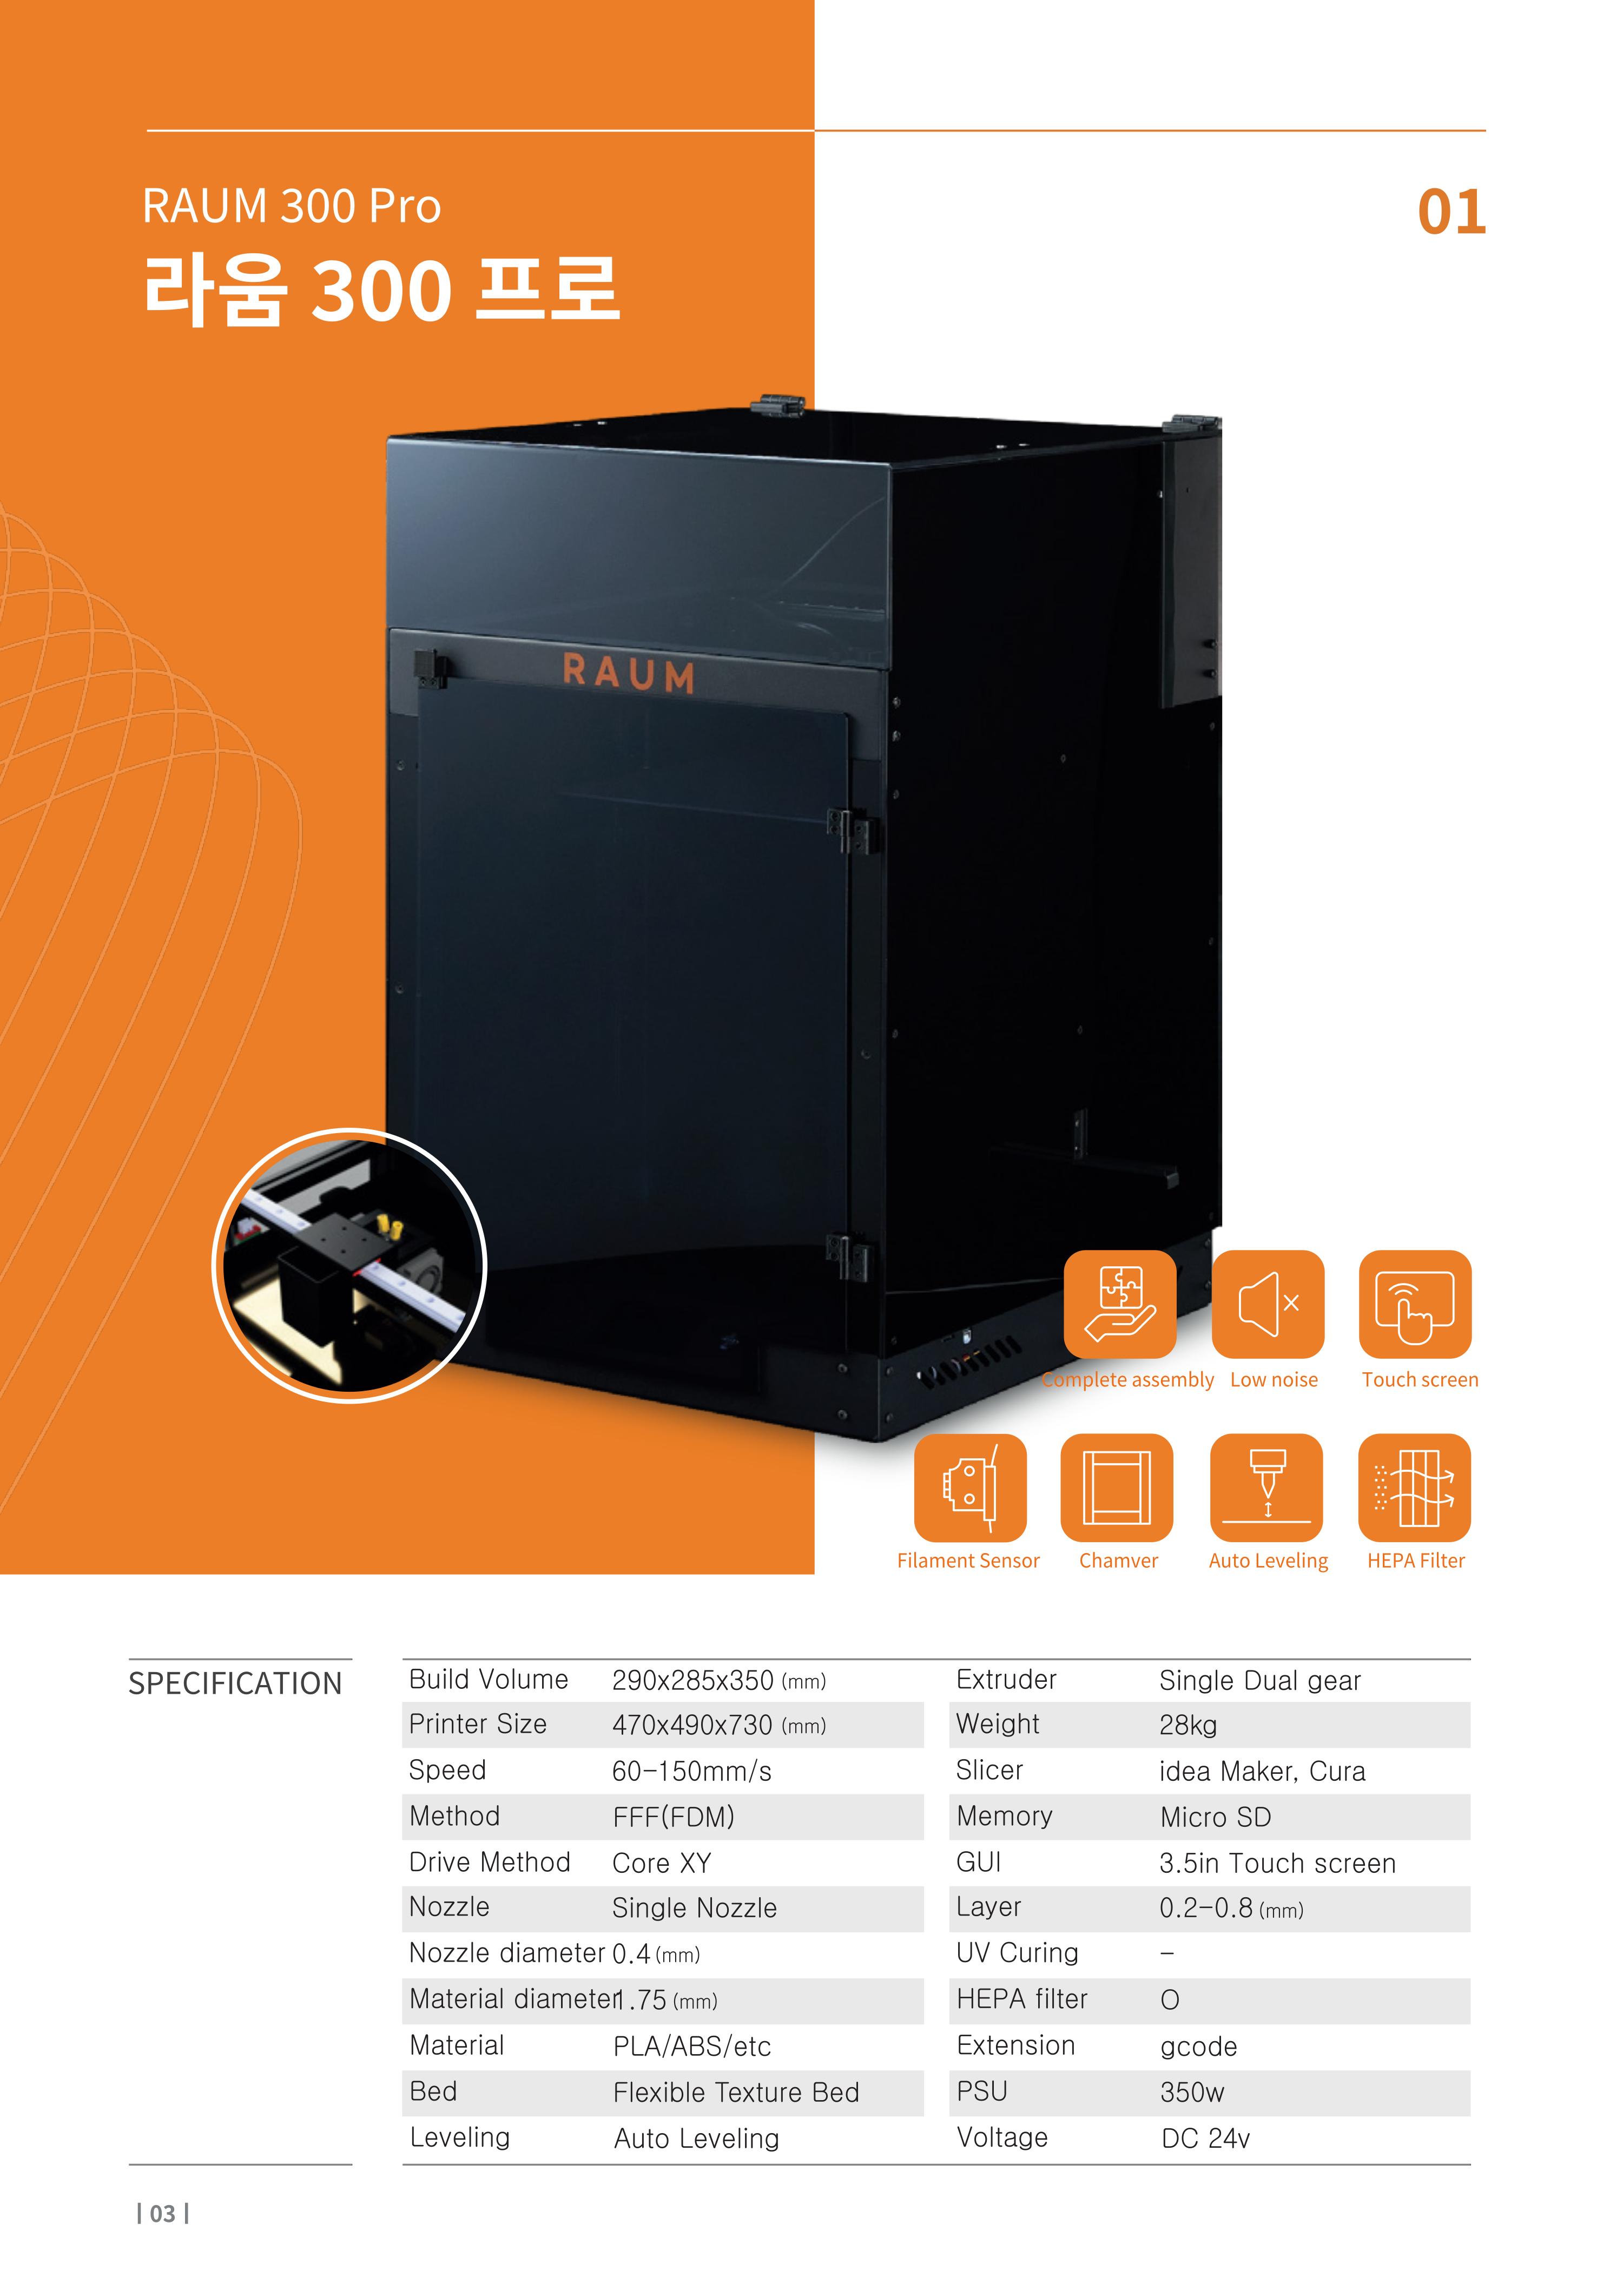 RAUM 300 Pro
라움 300 프로
01
RAUM
Complete assembly
Low noise
Touch screen
Filament Sensor
Chamver
Auto Leveling
HEPA Filter
SPECIFICATION
Build Volume 290x285x350 (mm)
Printer Size 470x490x730 (mm)
Speed 60-150mm/s
Method FFF(FDM)
Drive Method Core XY
Nozzle Single Nozzle
Nozzle diameter 0.4 (mm)
Material diameter 1.75 (mm)
Material PLA/ABS/etc
Bed Flexible Texture Bed
Leveling Auto Leveling
Extruder Single Dual gear
Weight 28kg
Slicer idea Maker, Cura
Memory Micro SD
GUI 3.5in Touch screen
Layer 0.2-0.8 (mm)
UV Curing -
HEPA filter O
Extension gcode
PSU 350w
Voltage DC 24v
| 03 |